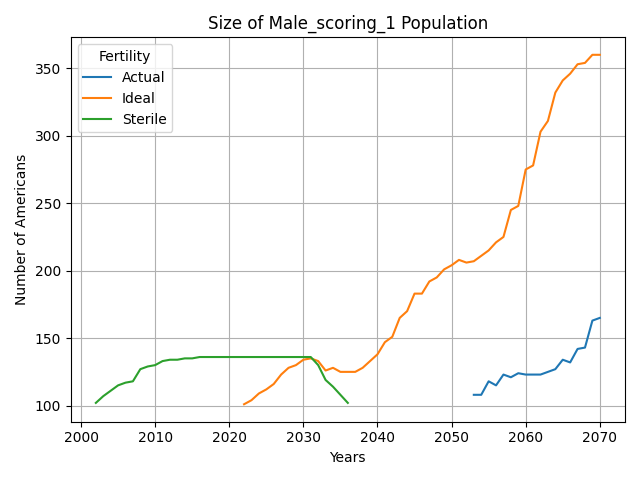 Size of Male_scoring_1 Population
Fertility
Actual
Ideal
Sterile
Number of Americans
350
300
250
200
150
100
2000 2010 2020 2030 2040 2050 2060 2070
Years